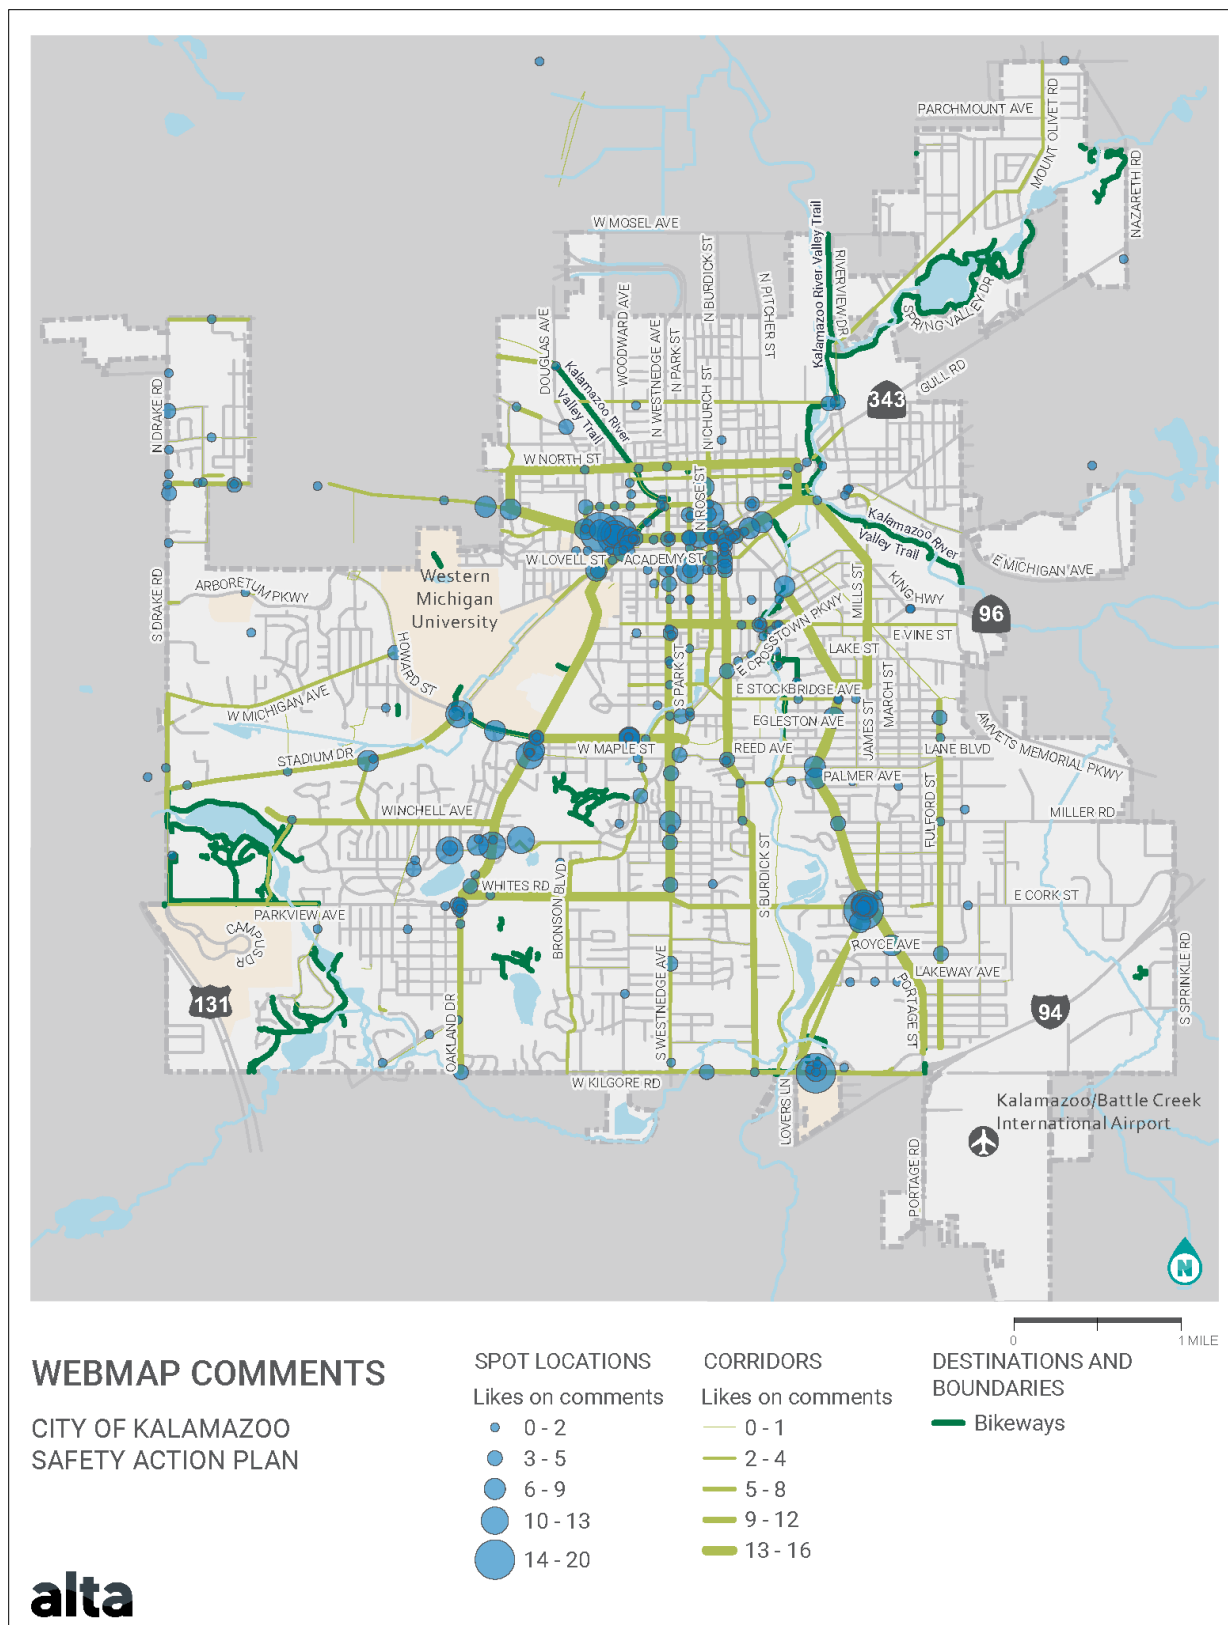 PARCHMOUNT AVE
MOUNT OLIVET RD
NAZARETH RD
W MOSEL AVE
Kalamazoo River Valley Trail
RIVERVIEW DR
N BURDICK ST
N PITCHER ST
SPRING VALLEY DR
WOODWARD AVE
DOUGLAS AVE
N WESTNEDGE AVE
N PARK ST
Kalamazoo River
Valley Trail
N CHURCH ST
GULL RD
343
N DRAKE RD
W NORTH ST
N ROSE ST
Kalamazoo River
Valley Trail
E MICHIGAN AVE
W LOVELL ST
ACADEMY ST
Western
Michigan
University
ARBORETUM PKWY
S DRAKE RD
MILLS ST
KING HWY
96
E CROSSTOWN PKWY
E VINE ST
HOWARD ST
LAKE ST
S PARK ST
W MICHIGAN AVE
E STOCKBRIDGE AVE
MARCH ST
EGLESTON AVE
JAMES ST
AMVETS MEMORIAL PKWY
STADIUM DR
W MAPLE ST
REED AVE
LANE BLVD
PALMER AVE
WINCHELL AVE
FULFORD ST
MILLER RD
S BURDICK ST
WHITES RD
BRONSON BLVD
E CORK ST
PARKVIEW AVE
CAMPUS DR
ROYCE AVE
LAKEWAY AVE
S SPRINKLE RD
131
OAKLAND DR
S WESTNEDGE AVE
PORTAGE ST
94
W KILGORE RD
LOVERS LN
Kalamazoo/Battle Creek
International Airport
PORTAGE RD
N
0
1 MILE
WEBMAP COMMENTS
CITY OF KALAMAZOO
SAFETY ACTION PLAN
SPOT LOCATIONS
Likes on comments
0 - 2
3 - 5
6 - 9
10 - 13
14 - 20
CORRIDORS
Likes on comments
0 - 1
2 - 4
5 - 8
9 - 12
13 - 16
DESTINATIONS AND
BOUNDARIES
Bikeways
alta